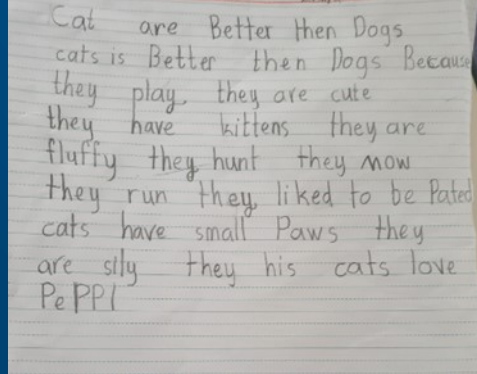 Cat are Better then Dogs
cats is Better then Dogs Because
they play they are cute
they have kittens they are
fluffy they hunt they mow
they run they liked to be Pated
cats have small Paws they
are sily they his cats love
PePPI